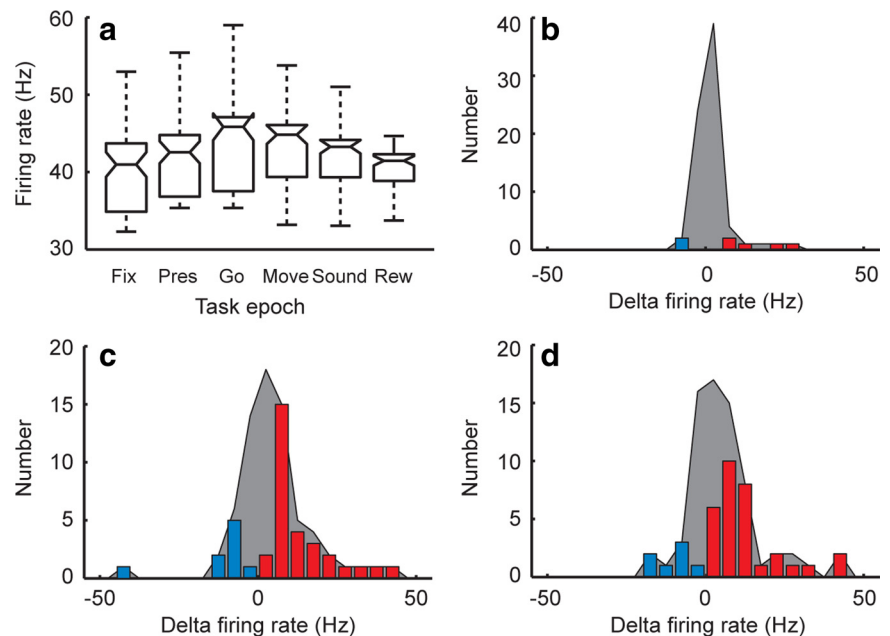 a
60
50
40
30
Firing rate (Hz)
Fix Pres Go Move Sound Rew
Task epoch
b
40
30
20
10
0
Number
-50 0 50
Delta firing rate (Hz)
c
20
15
10
5
0
Number
-50 0 50
Delta firing rate (Hz)
d
20
15
10
5
0
Number
-50 0 50
Delta firing rate (Hz)